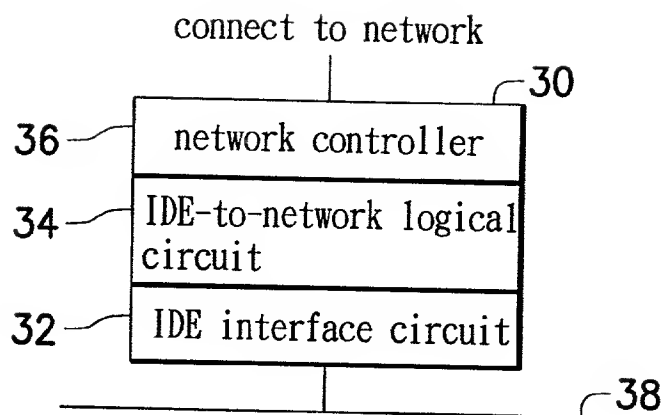 connect to network
30
36
network controller
34
IDE-to-network logical
circuit
32
IDE interface circuit
38